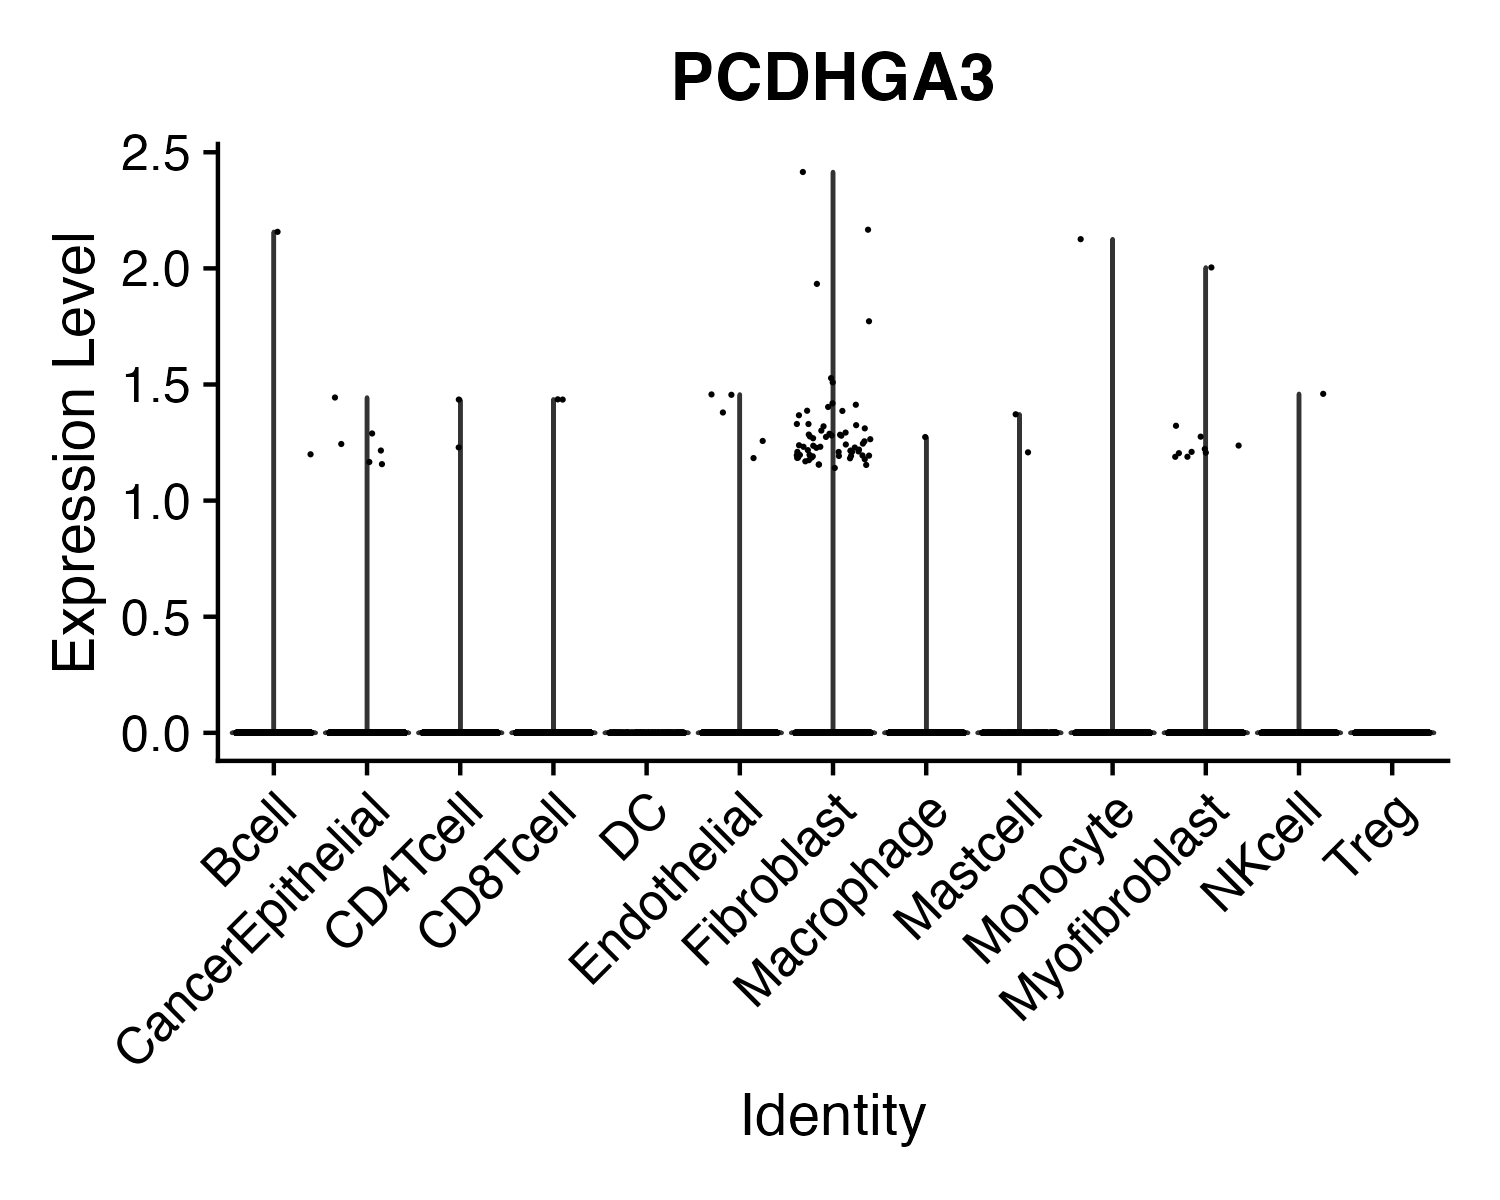 PCDHGA3
Expression Level
2.5
2.0
1.5
1.0
0.5
0.0
Bcell
CancerEpithelial
CD4Tcell
CD8Tcell
DC
Endothelial
Fibroblast
Macrophage
Mastcell
Monocyte
Myofibroblast
NKcell
Treg
Identity